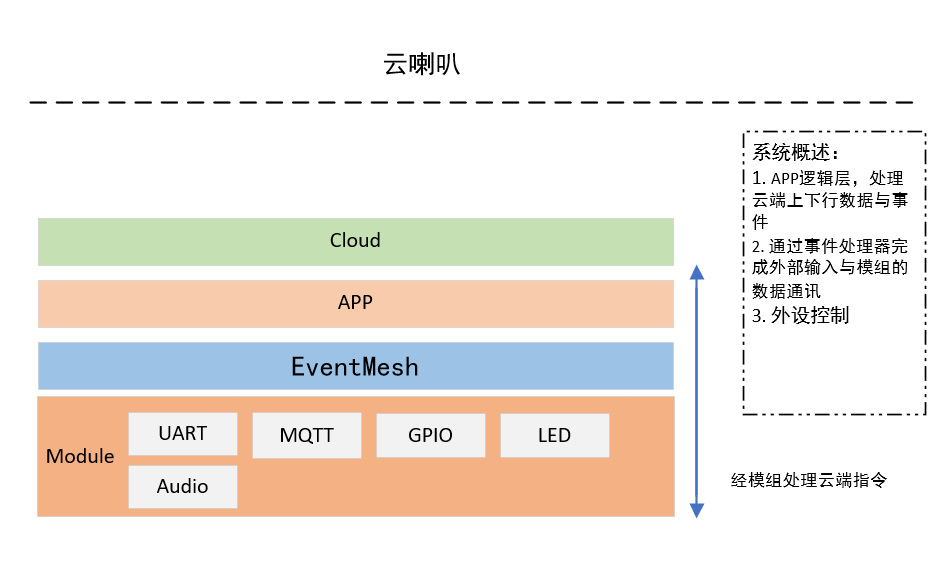 云喇叭
系统概述：
1. APP逻辑层，处理
云端上下行数据与事
件
2. 通过事件处理器完
成外部输入与模组的
数据通讯
3. 外设控制
Cloud
APP
EventMesh
Module
UART
MQTT
GPIO
LED
Audio
经模组处理云端指令